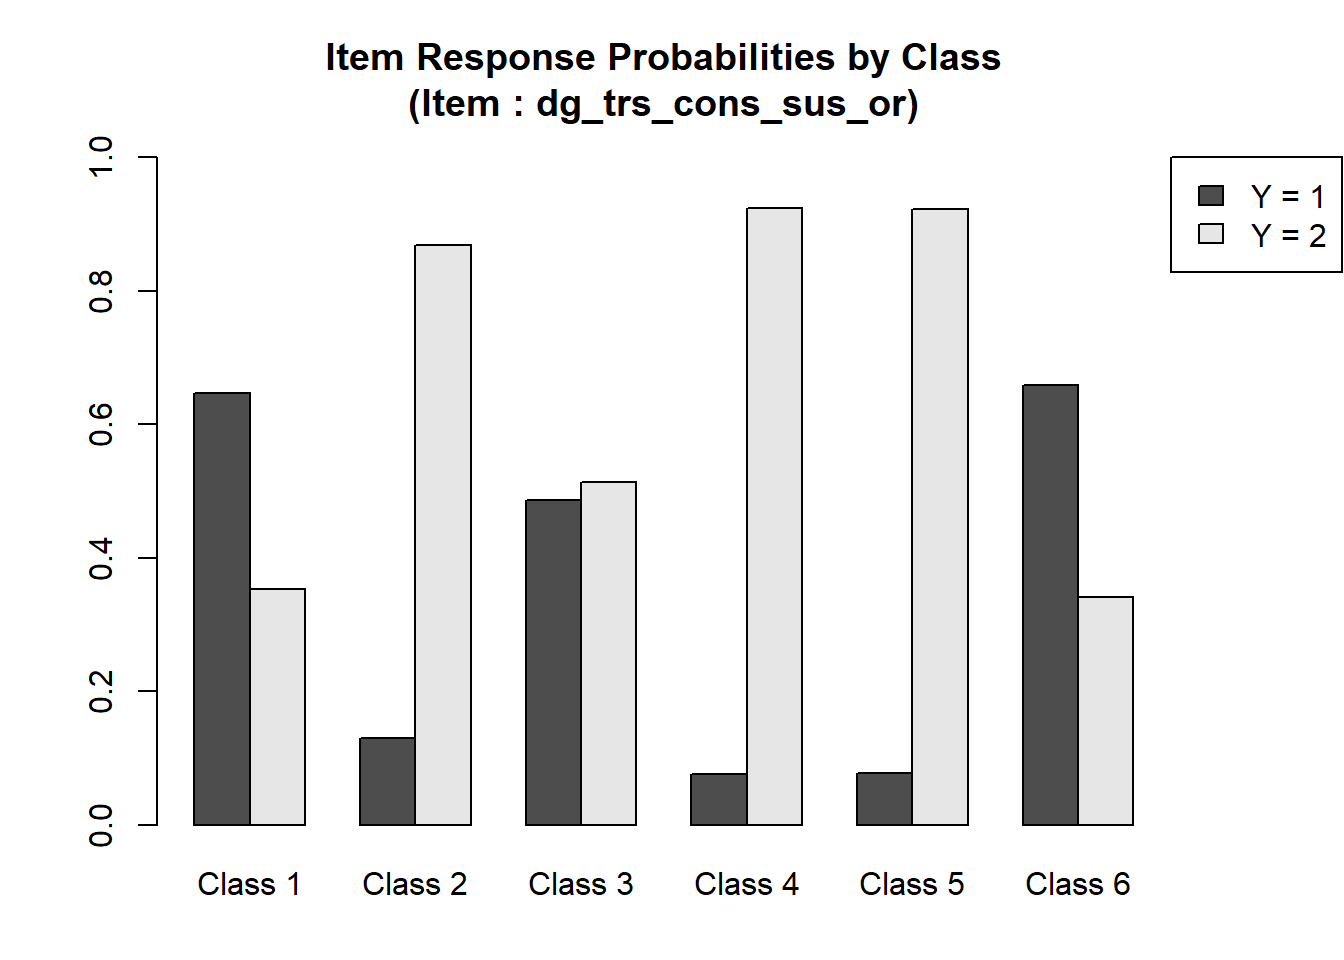 Item Response Probabilities by Class
(Item : dg_trs_cons_sus_or)
1.0
0.8
0.6
0.4
0.2
0.0
Y = 1
Y = 2
Class 1
Class 2
Class 3
Class 4
Class 5
Class 6